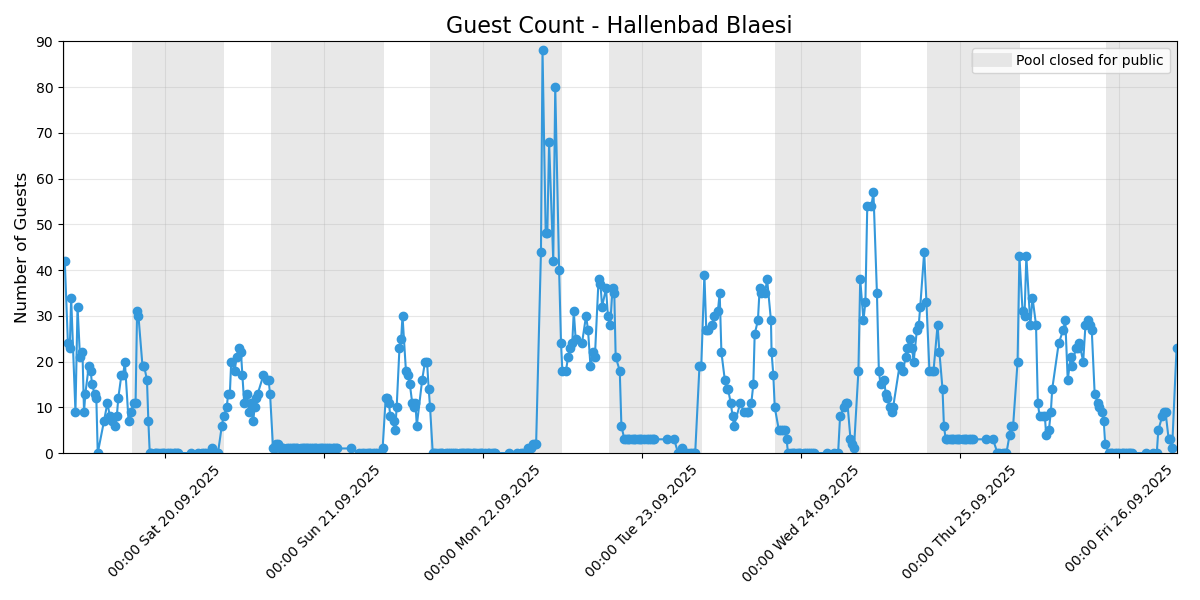 Guest Count - Hallenbad Blaesi
Pool closed for public
Number of Guests
90
80
70
60
50
40
30
20
10
0
00:00 Sat 20.09.2025
00:00 Sun 21.09.2025
00:00 Mon 22.09.2025
00:00 Tue 23.09.2025
00:00 Wed 24.09.2025
00:00 Thu 25.09.2025
00:00 Fri 26.09.2025